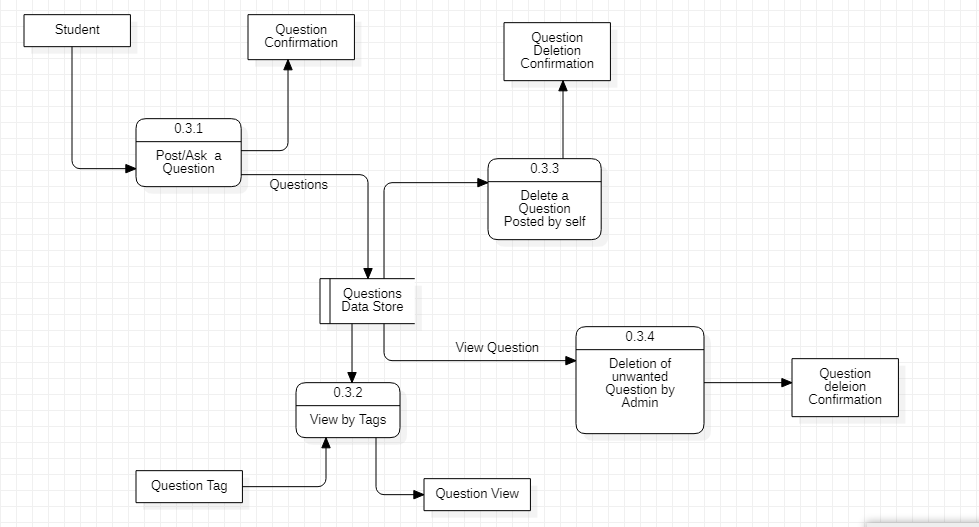 Student
Question
Confirmation
Question
Deletion
Confirmation
0.3.1
Post/Ask a
Question
Questions
0.3.3
Delete a
Question
Posted by self
Questions
Data Store
View Question
0.3.4
Deletion of
unwanted
Question by
Admin
Question
deleion
Confirmation
0.3.2
View by Tags
Question Tag
Question View